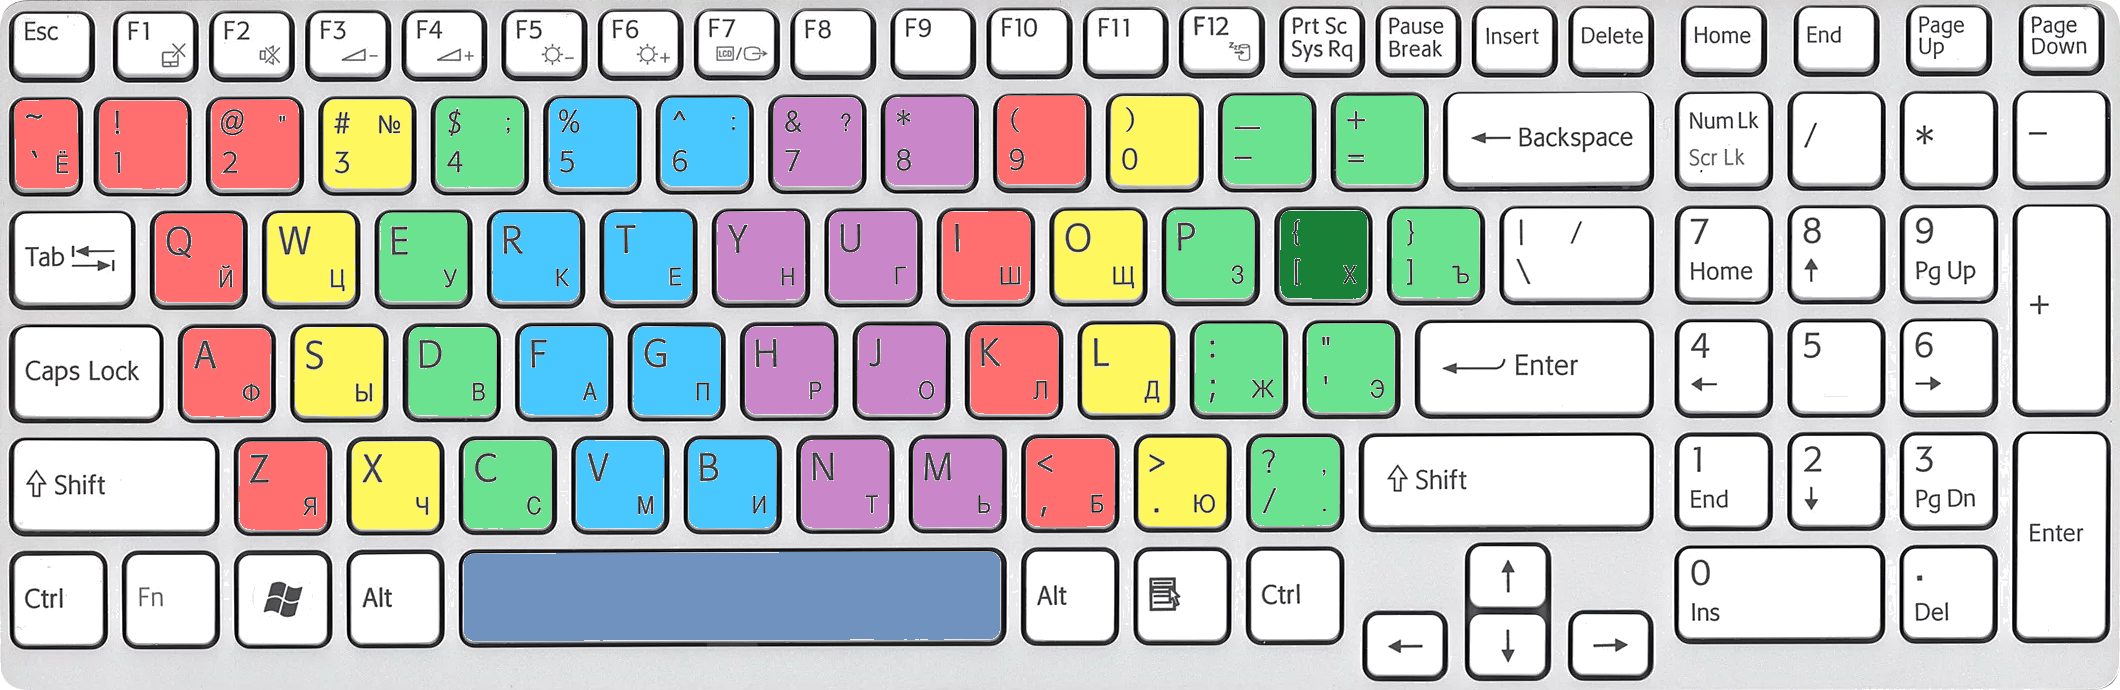 Esc F1 F2 F3 F4 F5 F6 LCD F7 F8 F9 F10 F11 F12 Prt Sc Sys Rq Pause Break Insert Delete Home End Page Up Page Down
~ ` Ё ! 1 @ " 2 # № 3 $ ; 4 % 5 ^ : 6 & ? 7 * 8 ( 9 ) 0 _ - + = Backspace Num Lk Scr Lk / * -
Tab Q Й W Ц E У R К T Е Y Н U Г I Ш O Щ P З { [ Х } ] Ъ | / \ 7 Home 8 9 Pg Up +
Caps Lock A Ф S Ы D В F А G П H Р J О K Л L Д : ; Ж " ' Э Enter 4 5 6
Shift Z Я X Ч C С V М B И N Т M Ь < , Б > . Ю ? , / . Shift 1 End 2 3 Pg Dn Enter
Ctrl Fn Alt Alt Ctrl 0 Ins . Del